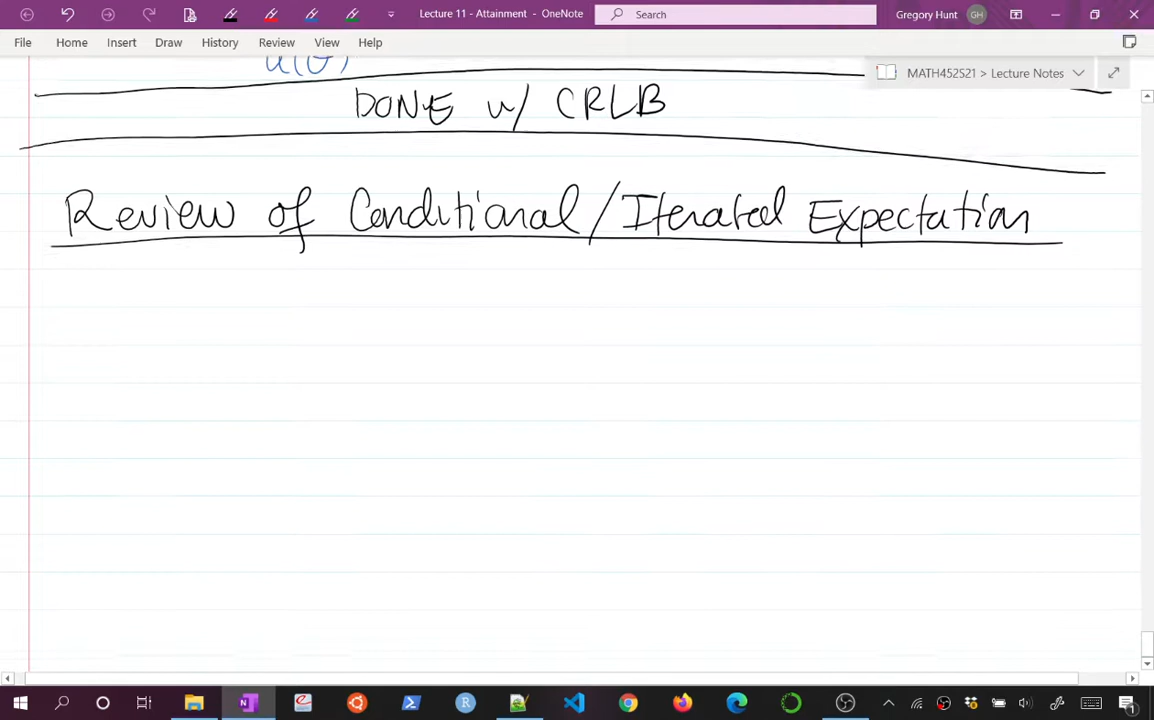 Lecture 11 - Attainment - OneNote
Search
Gregory Hunt GH
File Home Insert Draw History Review View Help
MATH452S21 > Lecture Notes
u(θ)
DONE w/ CRLB
Review of Conditional/Iterated Expectation